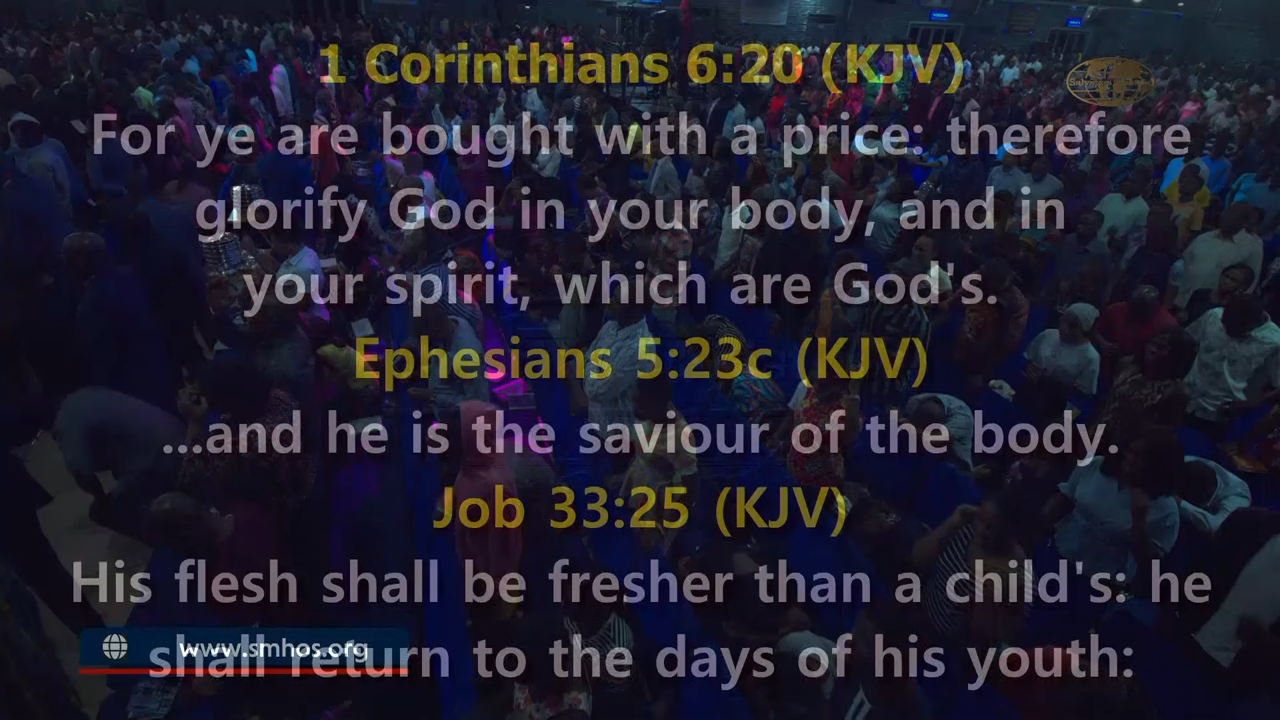 1 Corinthians 6:20 (KJV)
For ye are bought with a price: therefore
glorify God in your body, and in
your spirit, which are God's.
Ephesians 5:23c (KJV)
...and he is the saviour of the body.
Job 33:25 (KJV)
His flesh shall be fresher than a child's: he
www.smhos.org
shall return to the days of his youth: